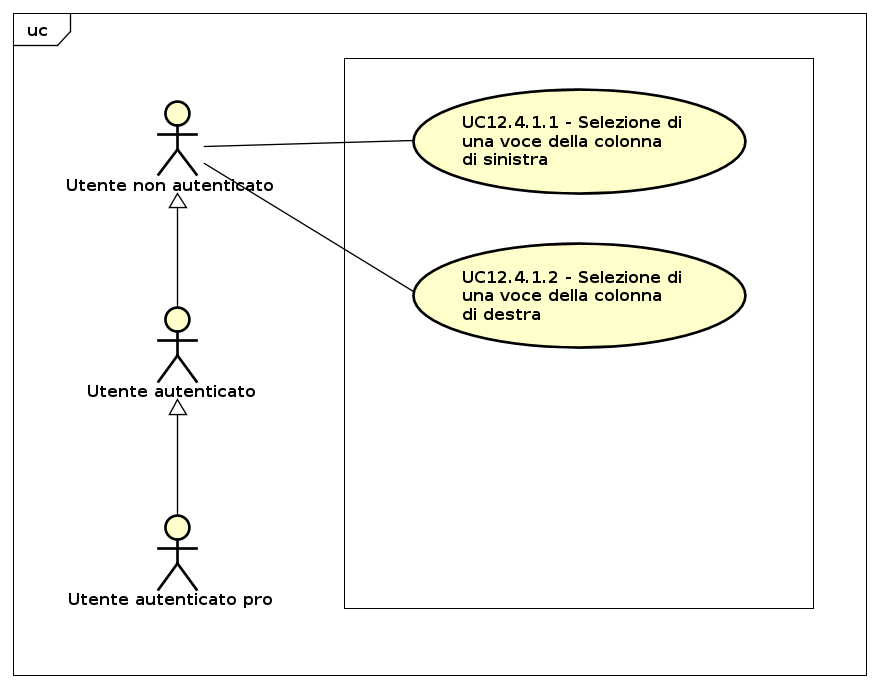 uc
Utente non autenticato
UC12.4.1.1 - Selezione di
una voce della colonna
di sinistra
UC12.4.1.2 - Selezione di
una voce della colonna
di destra
Utente autenticato
Utente autenticato pro